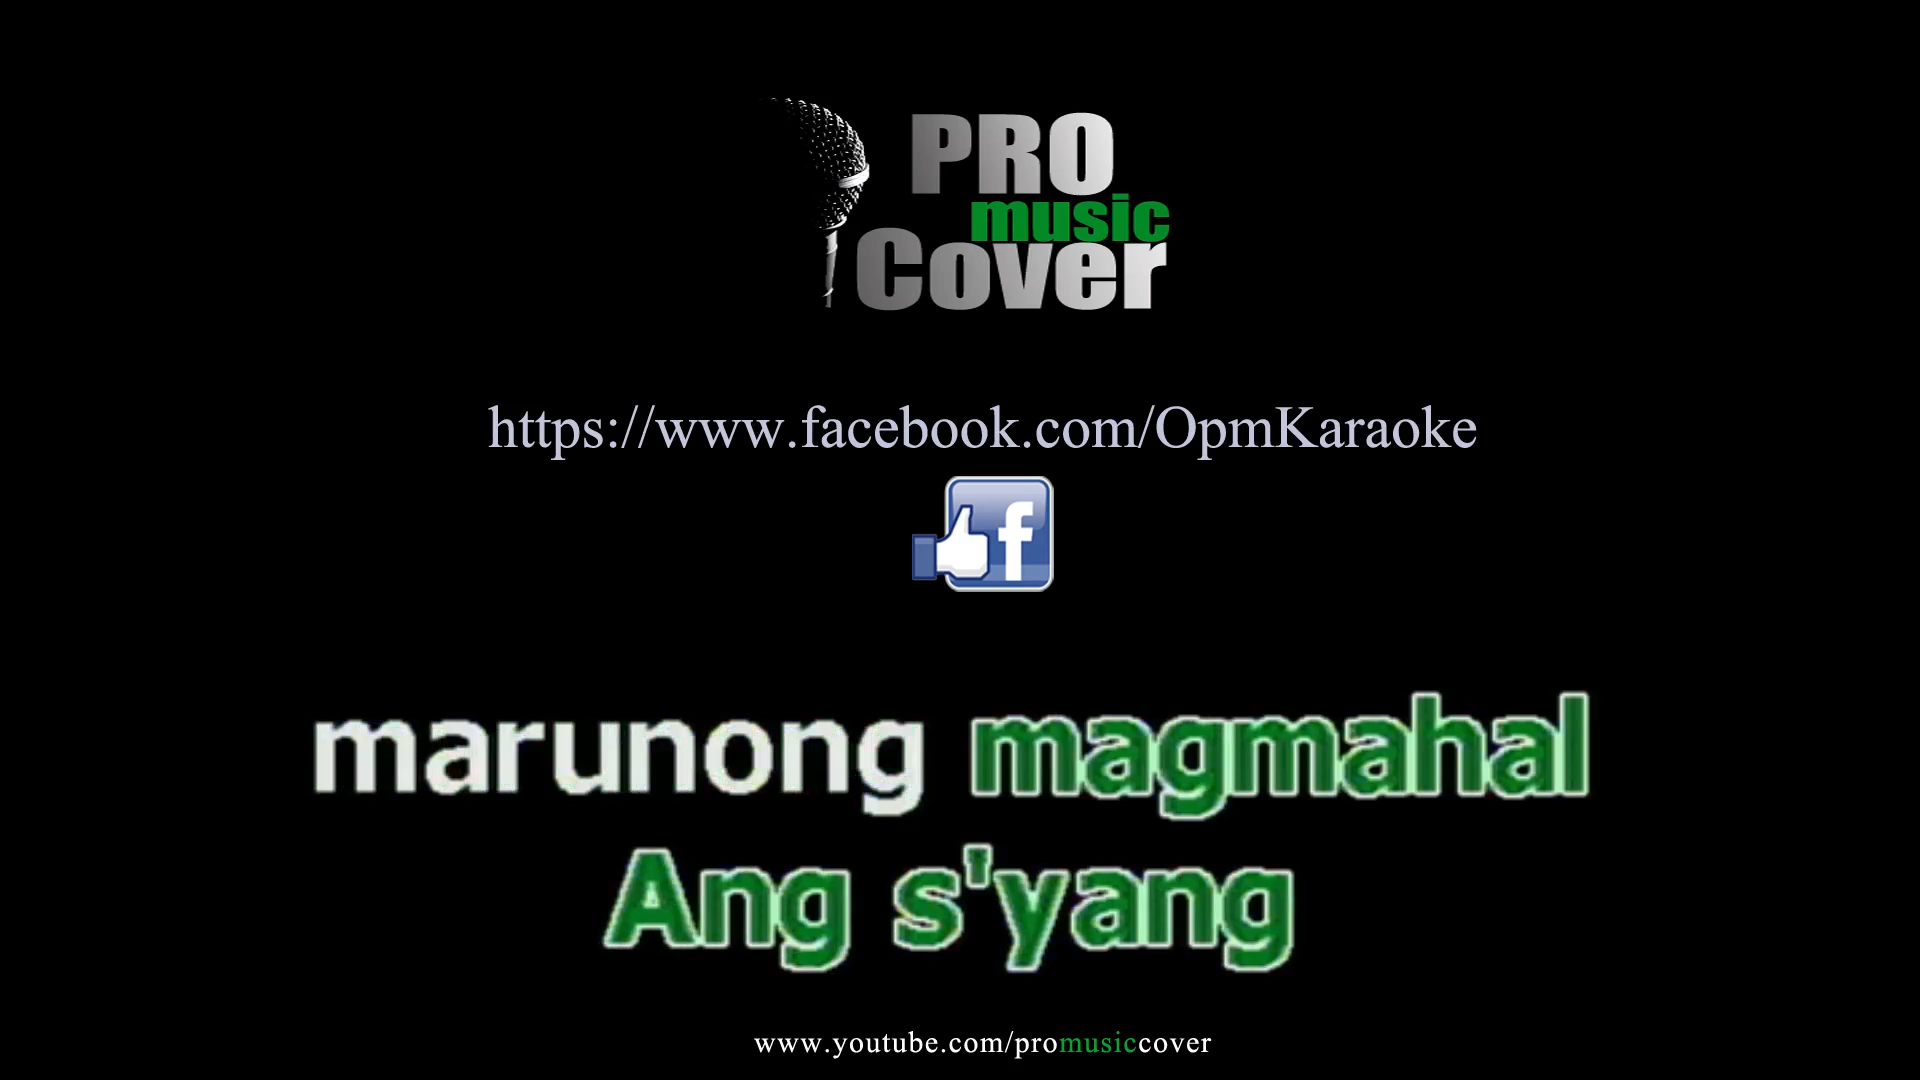 PRO
music
Cover
https://www.facebook.com/OpmKaraoke
f
marunong magmahal
Ang s'yang
www.youtube.com/promusiccover